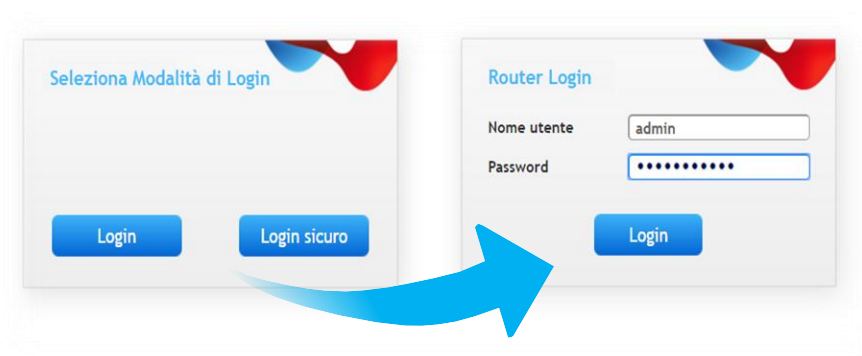 Seleziona Modalità di Login
Login
Login sicuro
Router Login
Nome utente
admin
Password
•••••••••••
Login